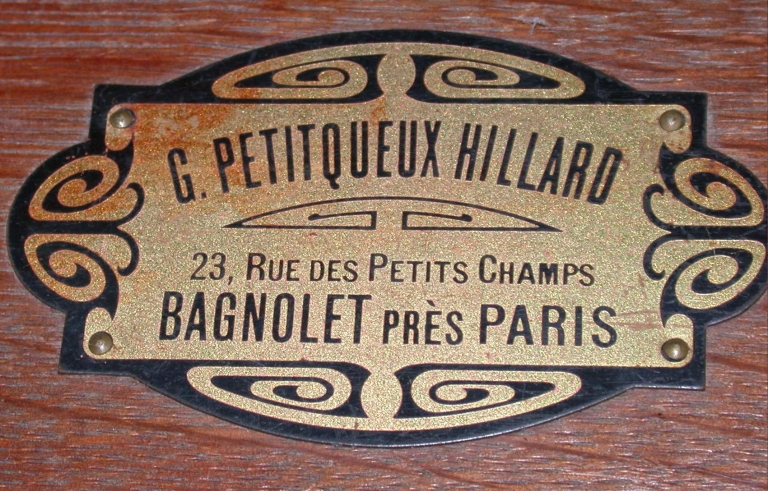 G. PETITQUEUX HILLARD
23, RUE DES PETITS CHAMPS
BAGNOLET PRÈS PARIS